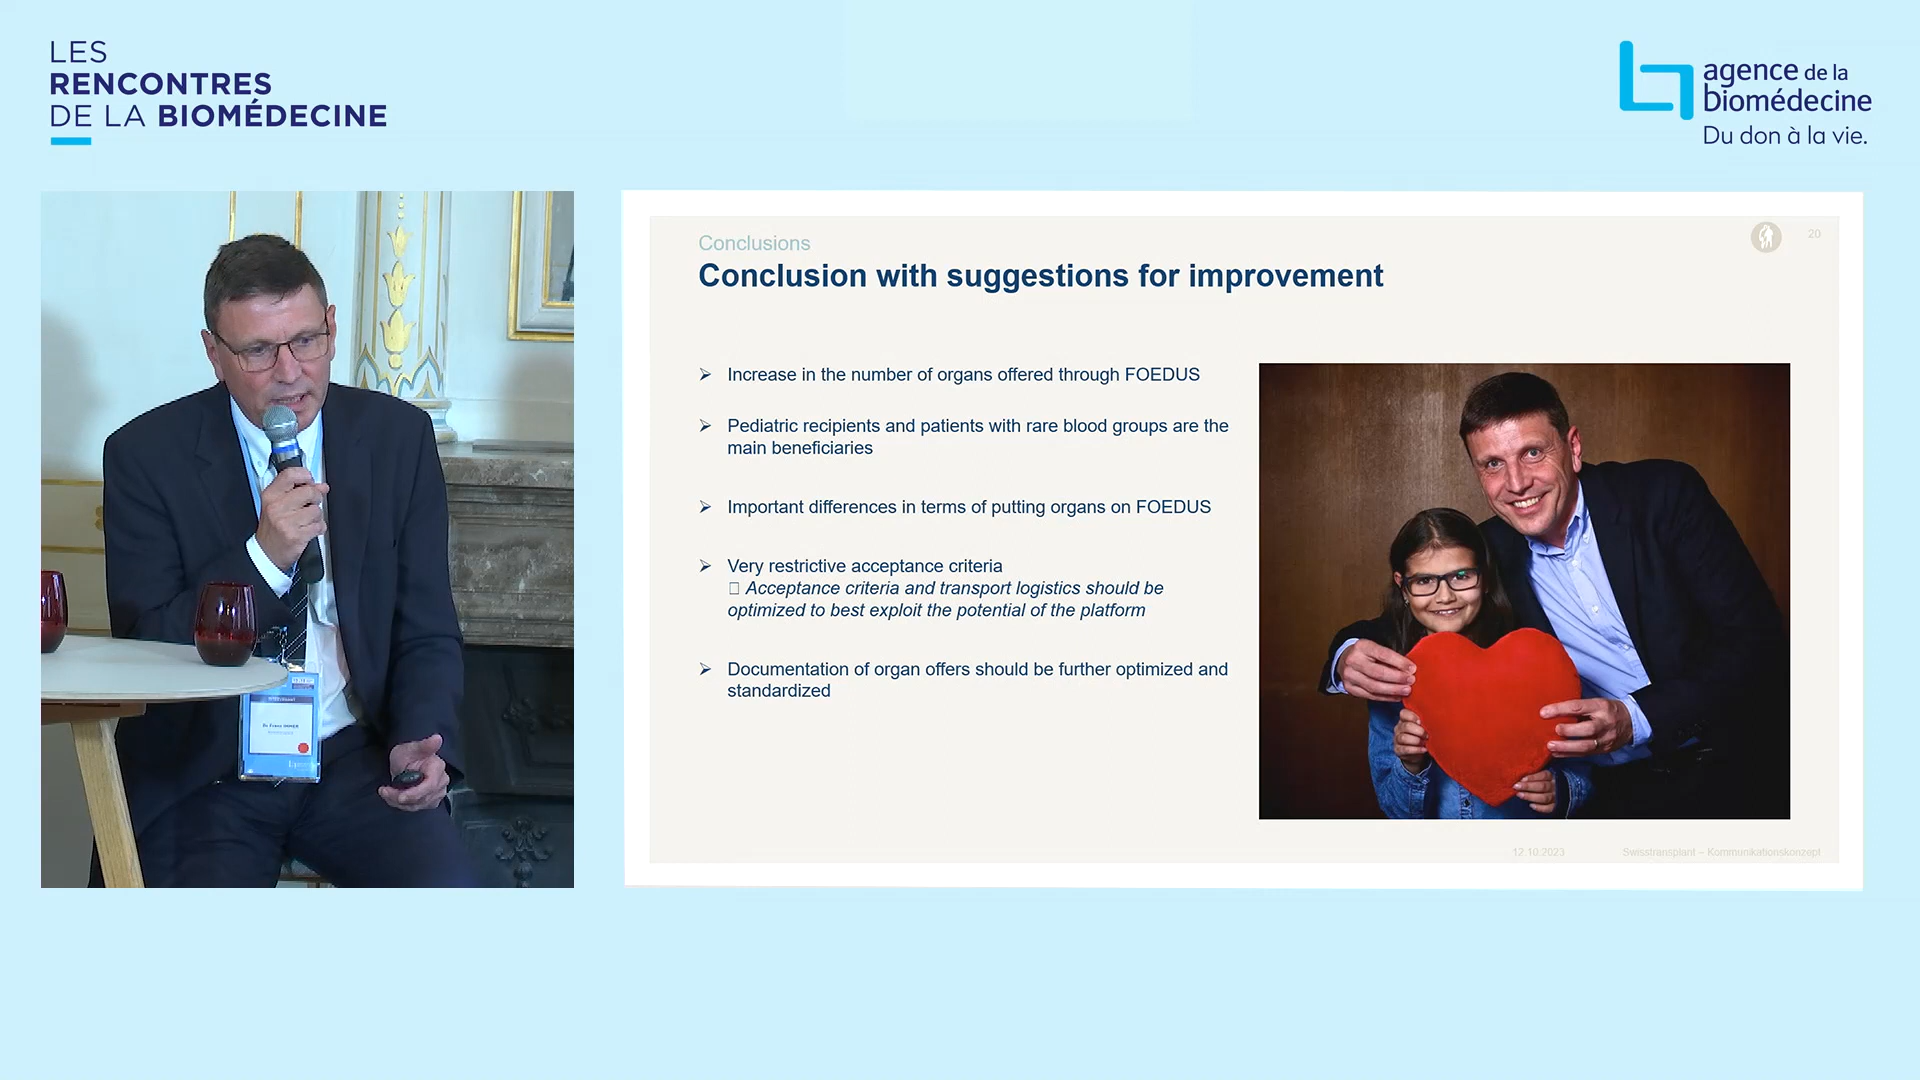 LES
RENCONTRES
DE LA BIOMÉDECINE
agence de la
biomédecine
Du don à la vie.
Conclusions
20
Conclusion with suggestions for improvement
➢ Increase in the number of organs offered through FOEDUS
➢ Pediatric recipients and patients with rare blood groups are the
main beneficiaries
➢ Important differences in terms of putting organs on FOEDUS
➢ Very restrictive acceptance criteria
Acceptance criteria and transport logistics should be
optimized to best exploit the potential of the platform
➢ Documentation of organ offers should be further optimized and
standardized
12.10.2023
Swisstransplant – Kommunikationskonzept
Dr Franz IMMER